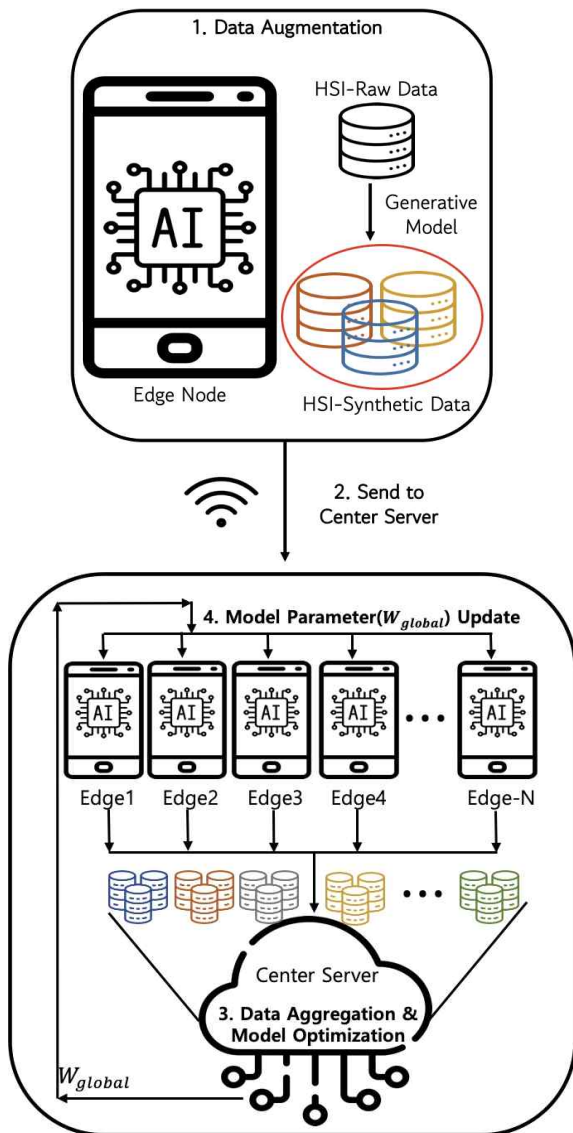 1. Data Augmentation
HSI-Raw Data
AI
Generative
Model
Edge Node
HSI-Synthetic Data
2. Send to
Center Server
4. Model Parameter(W_global) Update
AI AI AI AI AI
Edge1 Edge2 Edge3 Edge4 Edge-N
Center Server
3. Data Aggregation &
Model Optimization
W_global